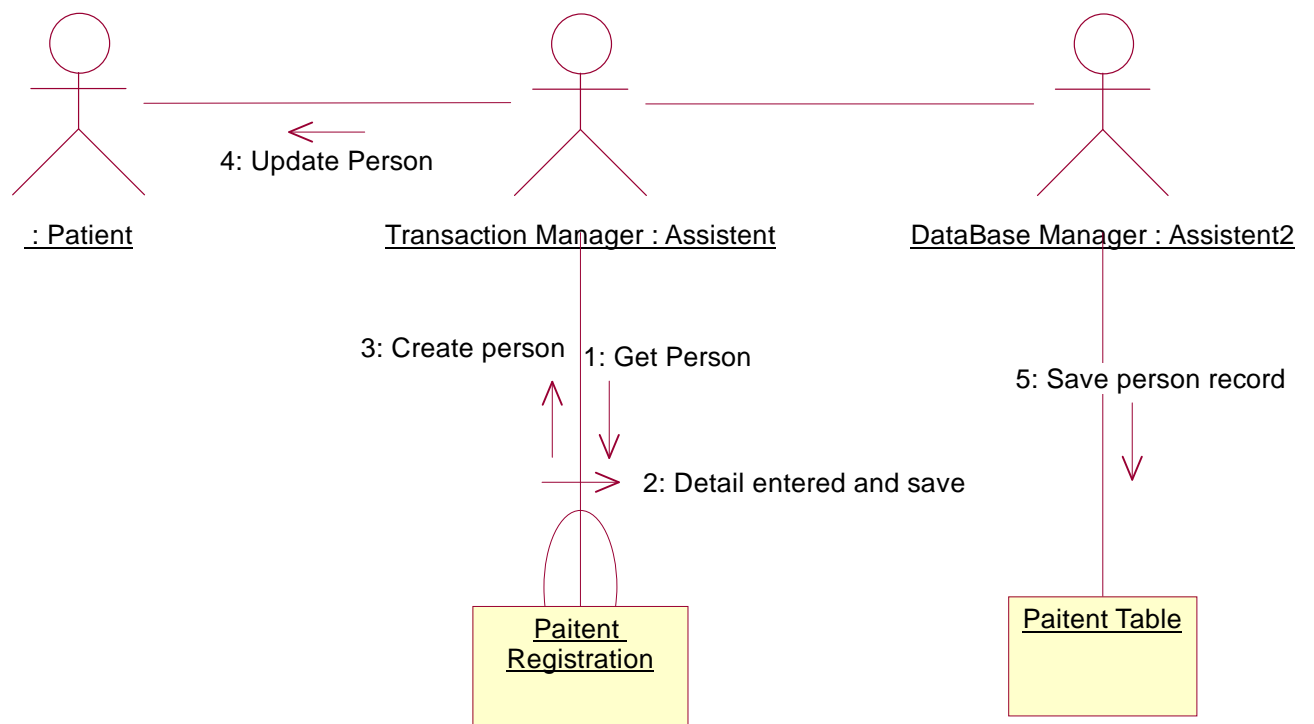 4: Update Person
: Patient
Transaction Manager : Assistent
DataBase Manager : Assistent2
3: Create person
1: Get Person
5: Save person record
2: Detail entered and save
Paitent
Registration
Paitent Table